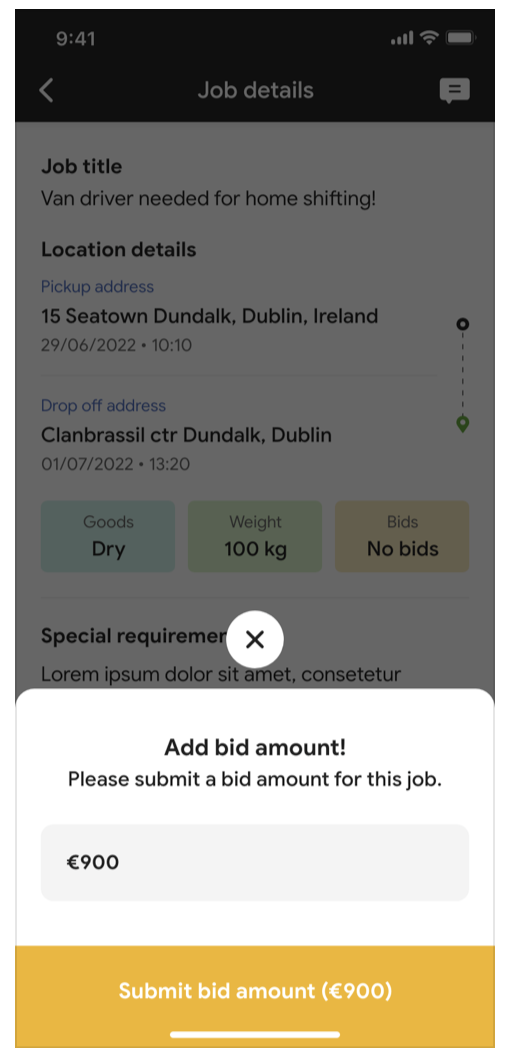 9:41
Job details
Job title
Van driver needed for home shifting!
Location details
Pickup address
15 Seatown Dundalk, Dublin, Ireland
29/06/2022 • 10:10
Drop off address
Clanbrassil ctr Dundalk, Dublin
01/07/2022 • 13:20
Goods
Dry
Weight
100 kg
Bids
No bids
Special
Lorem ipsum dolor sit amet, consetetur
Add bid amount!
Please submit a bid amount for this job.
€900
Submit bid amount (€900)